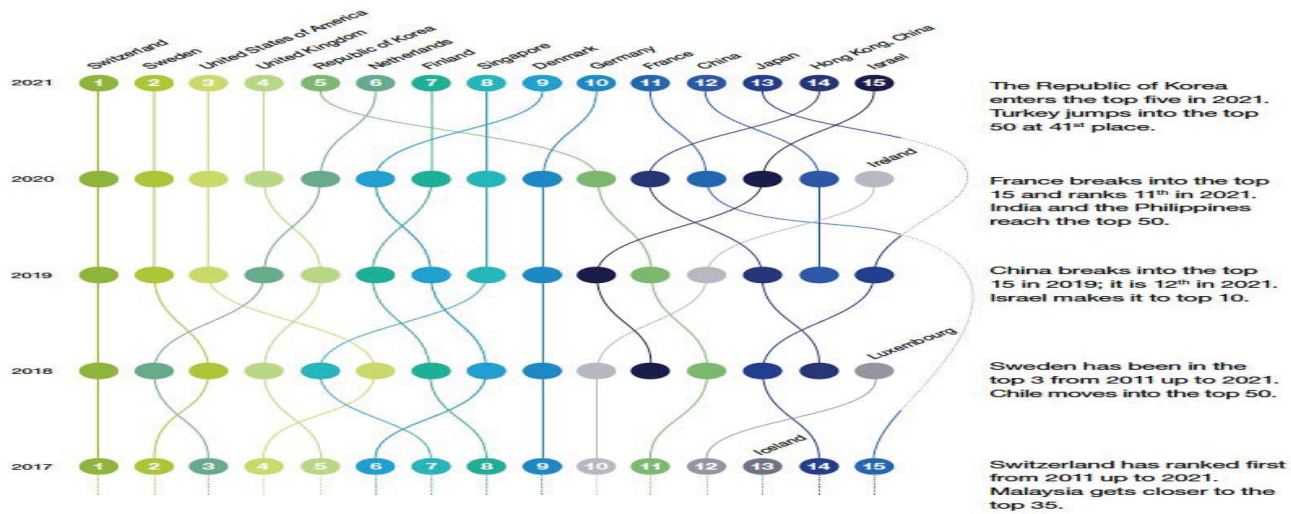 Switzerland
Sweden
United States of America
United Kingdom
Republic of Korea
Netherlands
Finland
Singapore
Denmark
Germany
France
China
Japan
Hong Kong, China
Israel
2021 1 2 3 4 5 6 7 8 9 10 11 12 13 14 15
The Republic of Korea
enters the top five in 2021.
Turkey jumps into the top
50 at 41st place.
Ireland
2020
France breaks into the top
15 and ranks 11th in 2021.
India and the Philippines
reach the top 50.
2019
China breaks into the top
15 in 2019; it is 12th in 2021.
Israel makes it to top 10.
Luxembourg
2018
Sweden has been in the
top 3 from 2011 up to 2021.
Chile moves into the top 50.
Iceland
2017 1 2 3 4 5 6 7 8 9 10 11 12 13 14 15
1
Switzerland has ranked first
from 2011 up to 2021.
Malaysia gets closer to the
top 35.